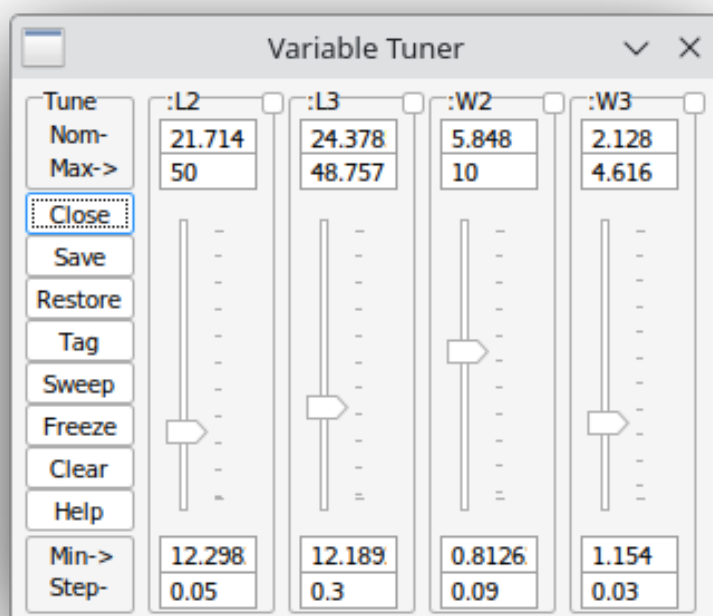 Variable Tuner
Tune :L2 :L3 :W2 :W3
Nom- 21.714 24.378 5.848 2.128
Max-> 50 48.757 10 4.616
Close
Save
Restore
Tag
Sweep
Freeze
Clear
Help
Min-> 12.298 12.189 0.8126 1.154
Step- 0.05 0.3 0.09 0.03